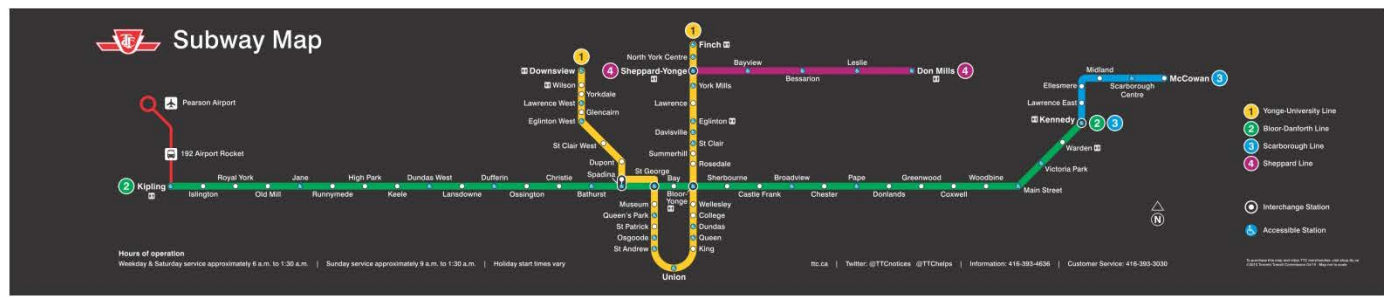 TTC
Subway Map
1
Finch
North York Centre
1
Downsview
4
Sheppard-Yonge
Bayview
Leslie
Don Mills
4
Bessarion
Midland
McCowan
3
Ellesmere
Scarborough
Centre
Wilson
Yorkdale
York Mills
Pearson Airport
Lawrence West
Lawrence
Lawrence East
Glencairn
Eglinton West
Eglinton
Kennedy
2
3
Davisville
St Clair West
St Clair
Warden
192 Airport Rocket
Summerhill
Dupont
Rosedale
Victoria Park
Spadina
St George
2
Kipling
Royal York
Jane
High Park
Dundas West
Dufferin
Christie
Bay
Sherbourne
Broadview
Pape
Greenwood
Woodbine
Islington
Old Mill
Runnymede
Keele
Lansdowne
Ossington
Bathurst
Bloor-
Yonge
Castle Frank
Chester
Donlands
Coxwell
Main Street
Museum
Wellesley
Queen's Park
College
St Patrick
Dundas
Osgoode
Queen
St Andrew
King
Union
1 Yonge-University Line
2 Bloor-Danforth Line
3 Scarborough Line
4 Sheppard Line
N
Interchange Station
Accessible Station
Hours of operation
Weekday & Saturday service approximately 6 a.m. to 1:30 a.m. | Sunday service approximately 9 a.m. to 1:30 a.m. | Holiday start times vary
ttc.ca | Twitter: @TTCnotices @TTChelps | Information: 416-393-4636 | Customer Service: 416-393-3030